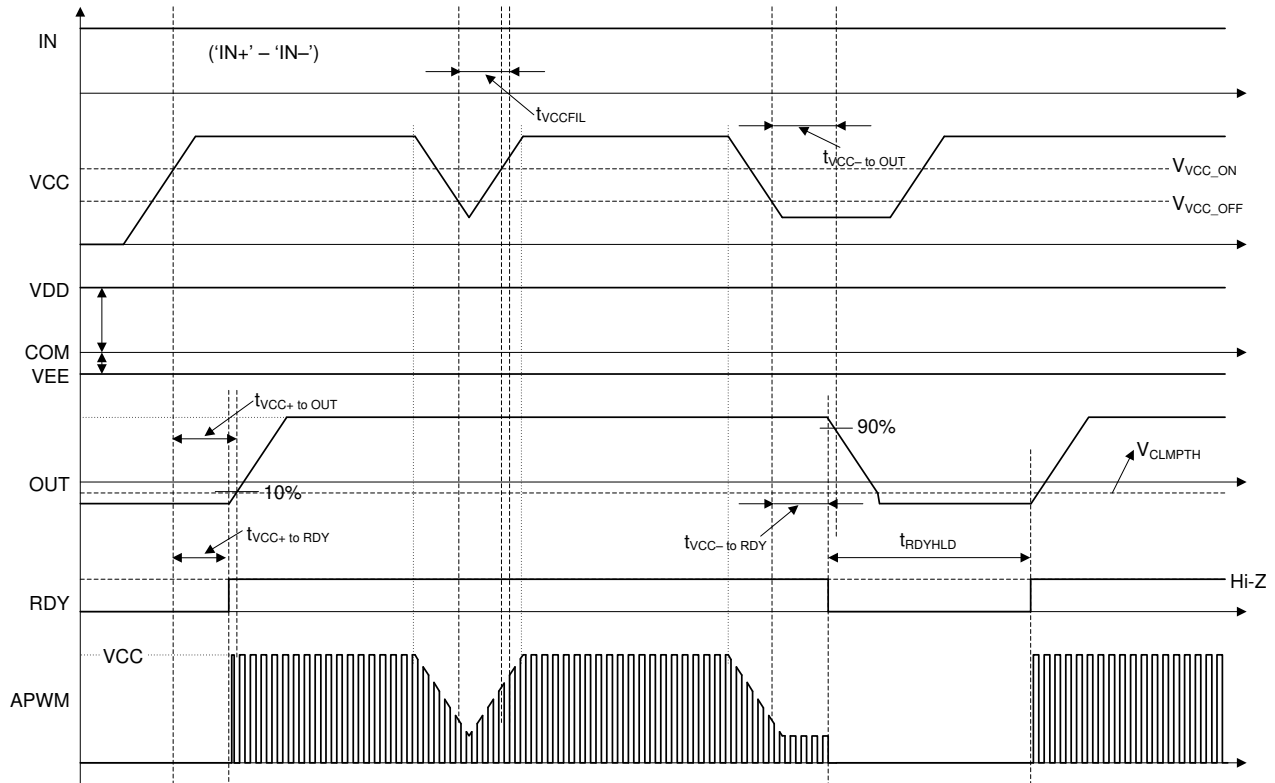 IN
('IN+' – 'IN–')
tVCCFIL
tVCC– to OUT
VCC
VVCC_ON
VVCC_OFF
VDD
COM
VEE
tVCC+ to OUT
90%
VCLMPTH
OUT
10%
tVCC+ to RDY
tVCC– to RDY
tRDYHLD
Hi-Z
RDY
VCC
APWM